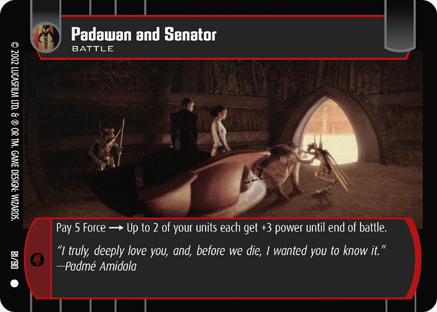 Padawan and Senator
BATTLE
© 2002 LUCASFILM LTD. & ® OR TM. GAME DESIGN: WIZARDS.
Pay 5 Force → Up to 2 of your units each get +3 power until end of battle.
“I truly, deeply love you, and, before we die, I wanted you to know it.”
—Padmé Amidala